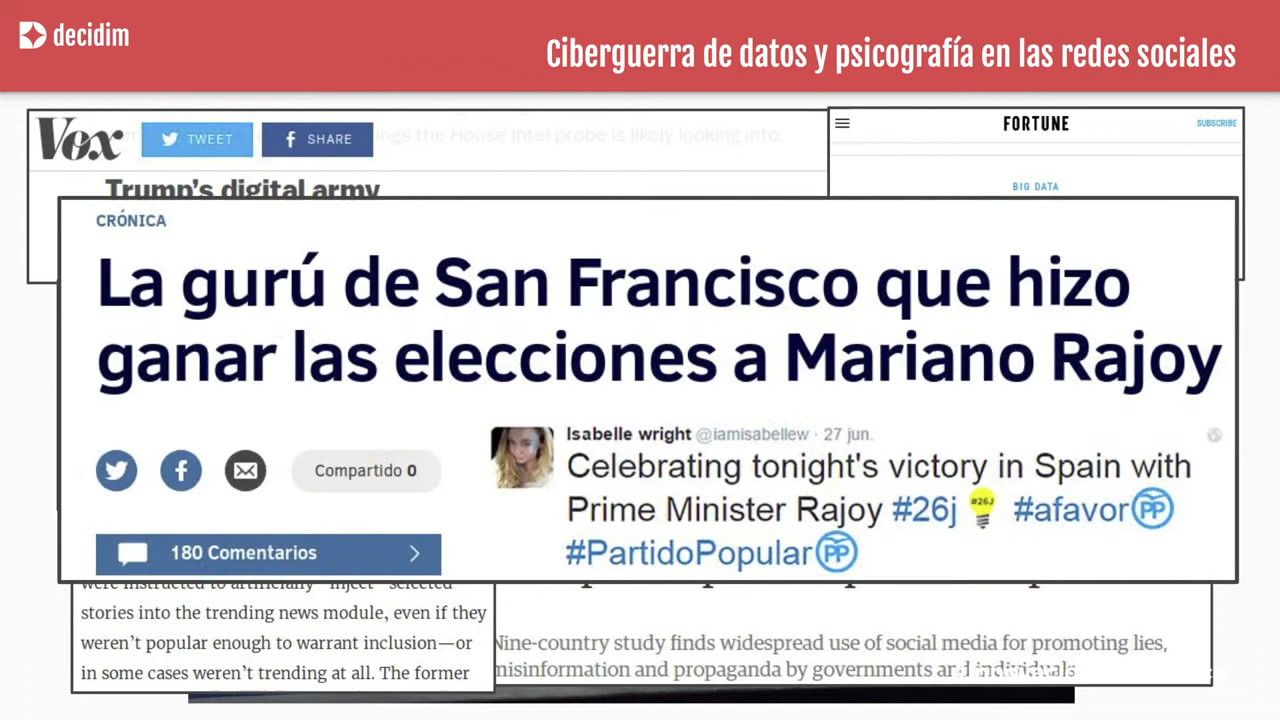 decidim
Ciberguerra de datos y psicografía en las redes sociales
Vox
TWEET
SHARE
ings the House Intel probe is likely looking into.
FORTUNE
SUBSCRIBE
BIG DATA
Trump's digital army
CRÓNICA
La gurú de San Francisco que hizo
ganar las elecciones a Mariano Rajoy
Compartido 0
180 Comentarios
Isabelle wright @iamisabellew · 27 jun.
Celebrating tonight's victory in Spain with
Prime Minister Rajoy #26j #26J #afavor PP
#PartidoPopular PP
were instructed to artificially "inject" selected
stories into the trending news module, even if they
weren't popular enough to warrant inclusion—or
in some cases weren't trending at all. The former
Nine-country study finds widespread use of social media for promoting lies,
misinformation and propaganda by governments and individuals